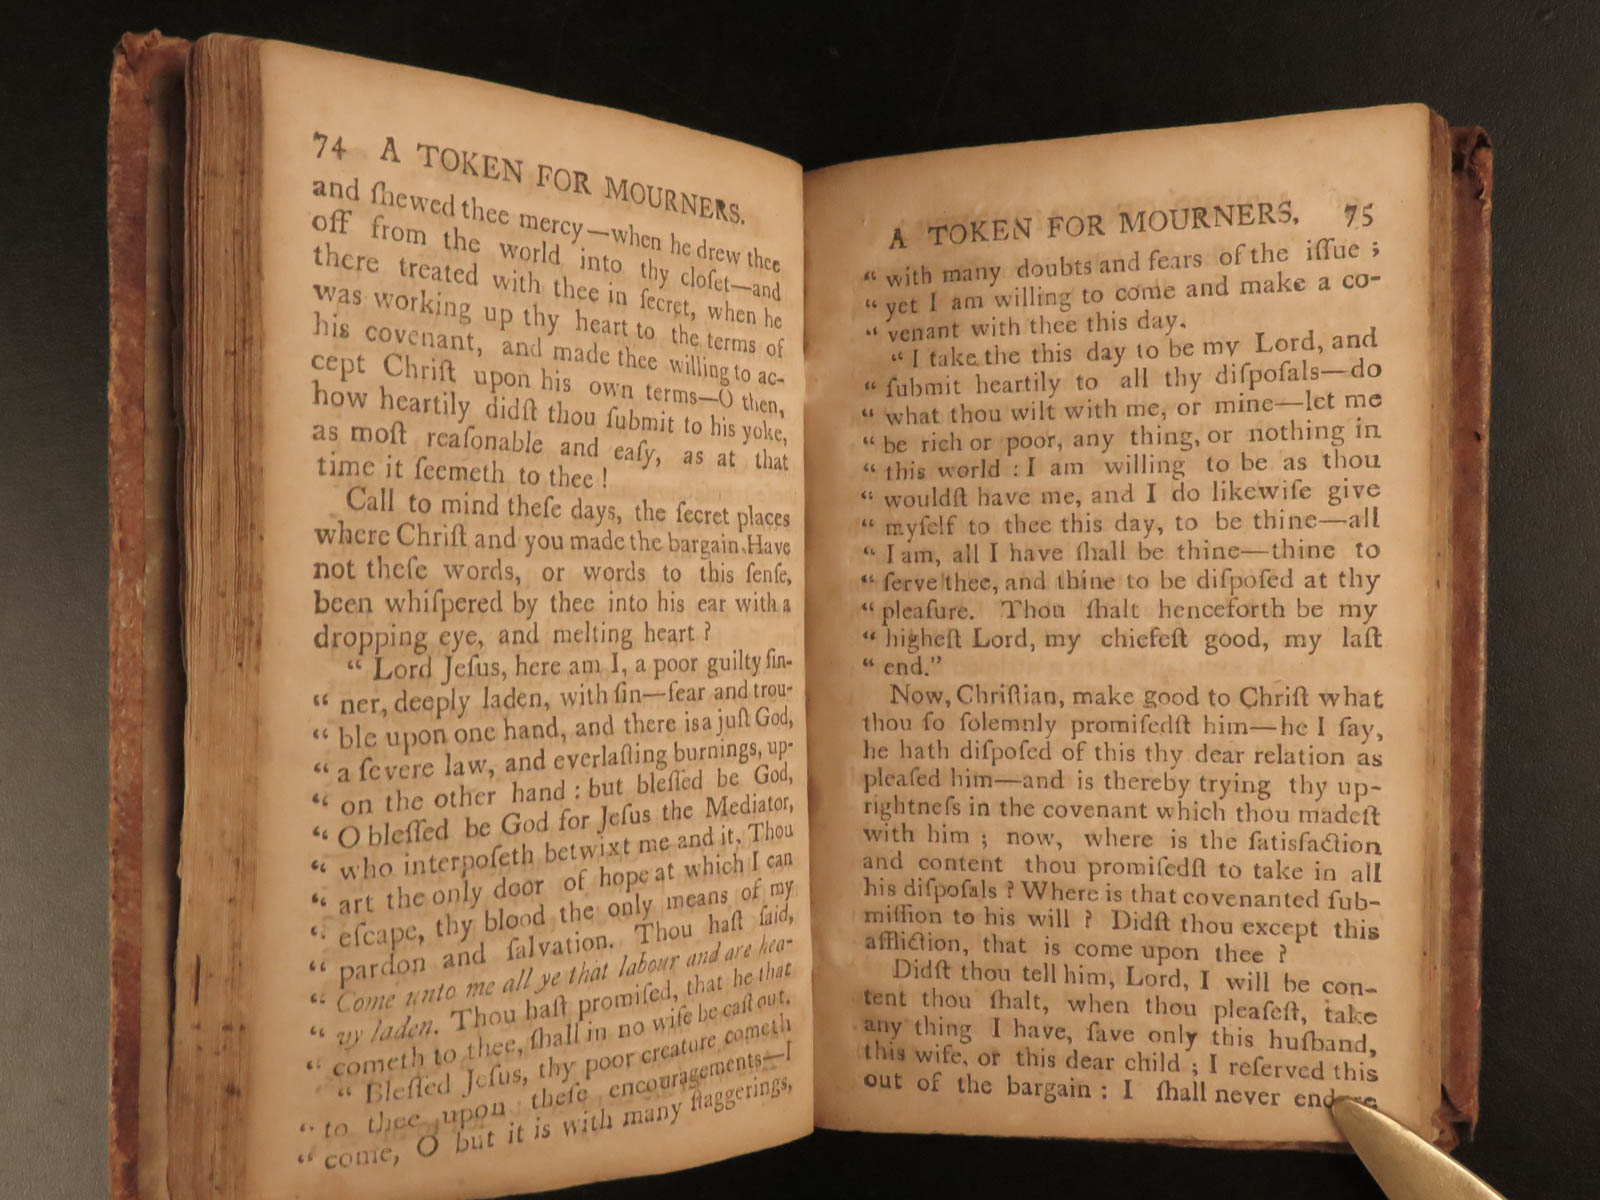 74 A TOKEN FOR MOURNERS.
and ſhewed thee mercy—when he drew thee
off from the world into thy cloſet—and
there treated with thee in ſecret, when he
was working up thy heart to the terms of
his covenant, and made thee willing to ac-
cept Chriſt upon his own terms—O then,
how heartily didſt thou ſubmit to his yoke,
as moſt reaſonable and eaſy, as at that
time it ſeemeth to thee !
Call to mind theſe days, the ſecret places
where Chriſt and you made the bargain. Have
not theſe words, or words to this ſenſe,
been whiſpered by thee into his ear with a
dropping eye, and melting heart ?
“ Lord Jeſus, here am I, a poor guilty ſin-
“ ner, deeply laden, with ſin—fear and trou-
“ ble upon one hand, and there is a juſt God,
“ a ſevere law, and everlaſting burnings, up-
“ on the other hand : but bleſſed be God,
“ O bleſſed be God for Jeſus the Mediator,
“ who interpoſeth betwixt me and it, Thou
“ art the only door of hope at which I can
“ eſcape, thy blood the only means of my
“ pardon and ſalvation. Thou haſt ſaid,
“ Come unto me all ye that labour and are hea-
“ vy laden. Thou haſt promiſed, that he that
“ cometh to thee, ſhall in no wiſe be caſt out.
“ Bleſſed Jeſus, thy poor creature cometh
“ to thee upon theſe encouragements—I
“ come, O but it is with many ſtaggerings,
A TOKEN FOR MOURNERS. 75
“ with many doubts and fears of the iſſue ;
“ yet I am willing to come and make a co-
“ venant with thee this day.
“ I take the this day to be my Lord, and
“ ſubmit heartily to all thy diſpoſals—do
“ what thou wilt with me, or mine—let me
“ be rich or poor, any thing, or nothing in
“ this world : I am willing to be as thou
“ wouldſt have me, and I do likewiſe give
“ myſelf to thee this day, to be thine—all
“ I am, all I have ſhall be thine—thine to
“ ſerve thee, and thine to be diſpoſed at thy
“ pleaſure. Thou ſhalt henceforth be my
“ higheſt Lord, my chiefeſt good, my laſt
“ end.”
Now, Chriſtian, make good to Chriſt what
thou ſo ſolemnly promiſedſt him—he I ſay,
he hath diſpoſed of this thy dear relation as
pleaſed him—and is thereby trying thy up-
rightneſs in the covenant which thou madeſt
with him ; now, where is the ſatisfaction
and content thou promiſedſt to take in all
his diſpoſals ? Where is that covenanted ſub-
miſſion to his will ? Didſt thou except this
affliction, that is come upon thee ?
Didſt thou tell him, Lord, I will be con-
tent thou ſhalt, when thou pleaſeſt, take
any thing I have, ſave only this huſband,
this wife, or this dear child ; I reſerved this
out of the bargain : I ſhall never